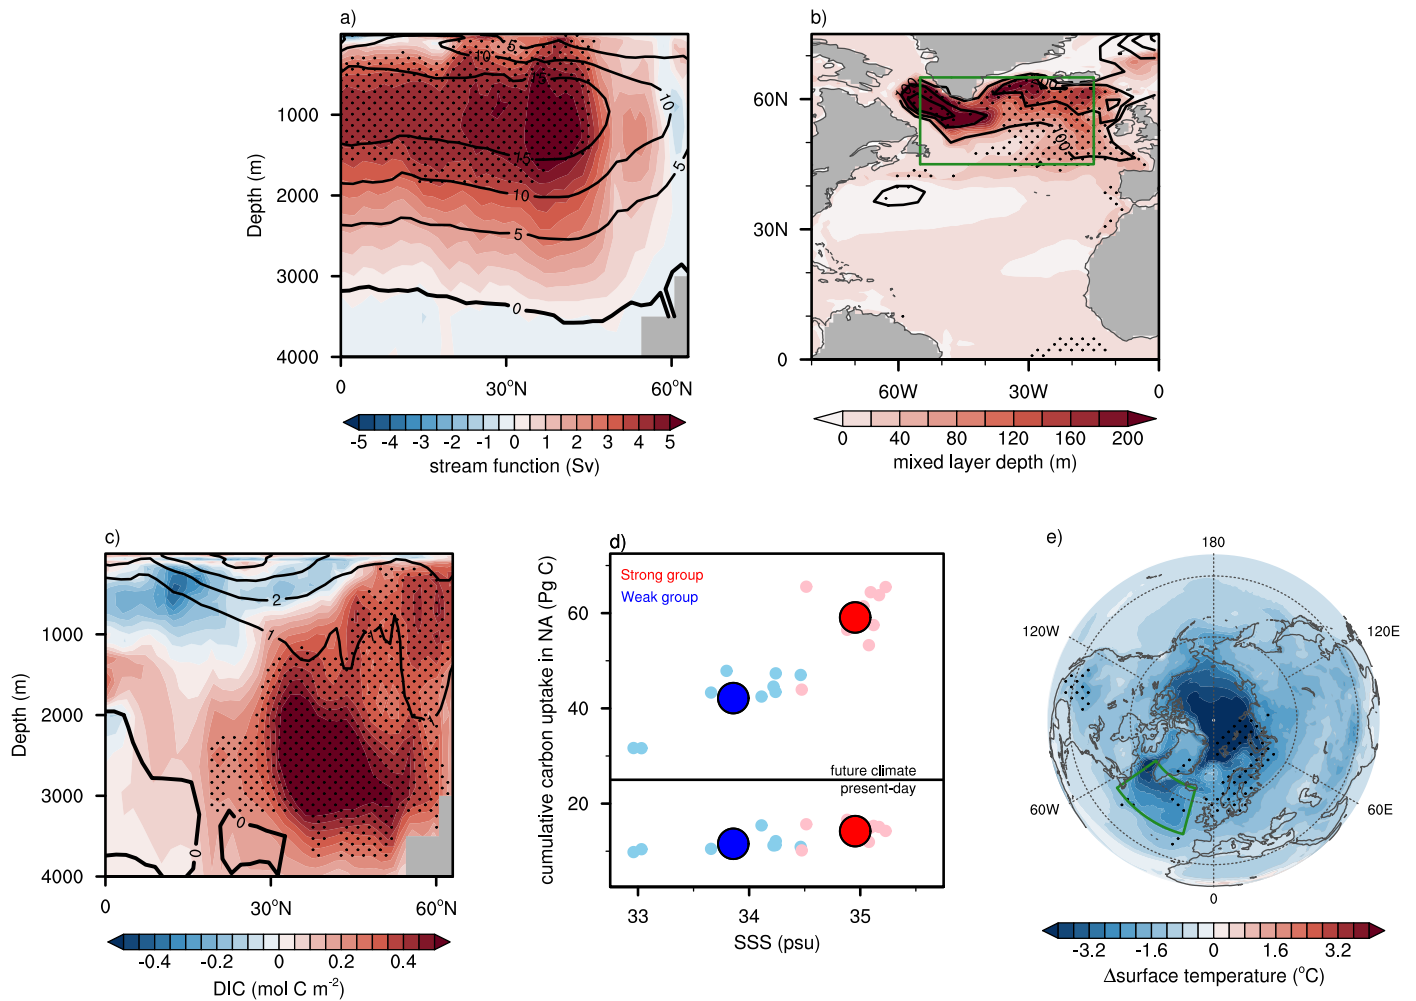 a)
5
10
10
15
15
5
10
5
0
1000
2000
3000
4000
Depth (m)
0
30°N
60°N
-5 -4 -3 -2 -1 0 1 2 3 4 5
stream function (Sv)
b)
100
60N
30N
0
60W
30W
0
0 40 80 120 160 200
mixed layer depth (m)
c)
2
1
1
1
0
0
1000
2000
3000
4000
Depth (m)
0
30°N
60°N
-0.4 -0.2 0 0.2 0.4
DIC (mol C m⁻²)
d)
Strong group
Weak group
future climate
present-day
60
40
20
cumulative carbon uptake in NA (Pg C)
33 34 35
SSS (psu)
e)
180
120W
120E
60W
60E
0
-3.2 -1.6 0 1.6 3.2
Δsurface temperature (°C)